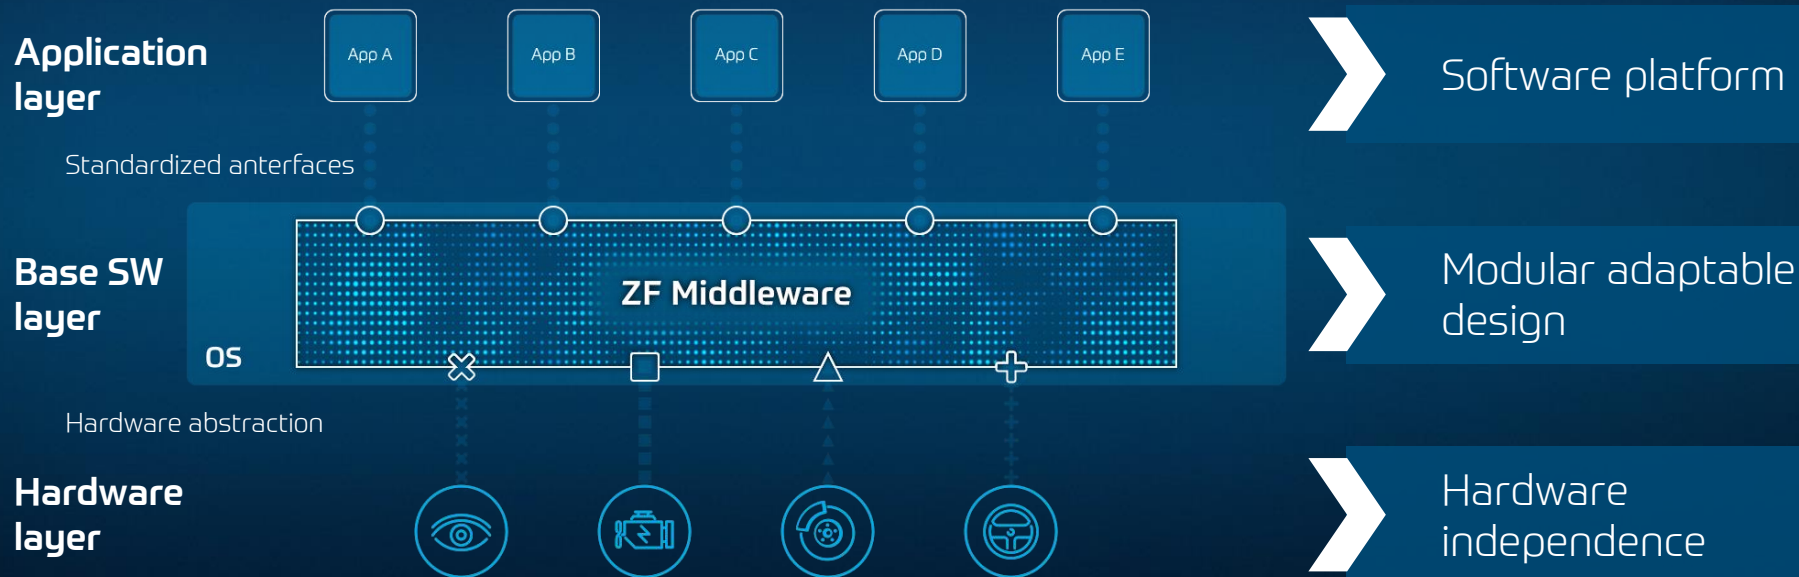 Application
layer
App A
App B
App C
App D
App E
Software platform
Standardized anterfaces
Base SW
layer
OS
ZF Middleware
Modular adaptable
design
Hardware abstraction
Hardware
layer
Hardware
independence